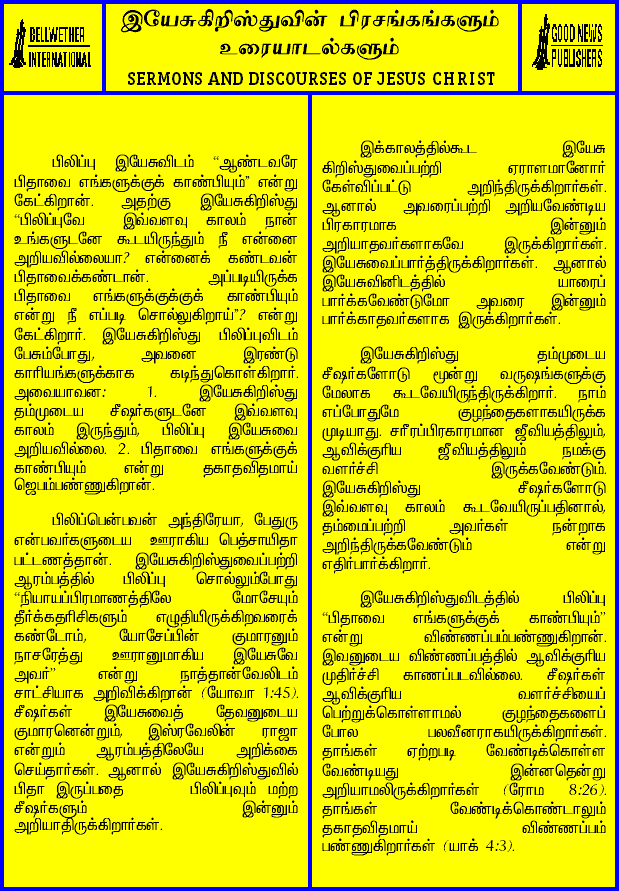 BELLWETHER
INTERNATIONAL
இயேசுகிறிஸ்துவின் பிரசங்கங்களும்
உரையாடல்களும்
SERMONS AND DISCOURSES OF JESUS CHRIST
GOOD NEWS
PUBLISHERS
பிலிப்பு இயேசுவிடம் “ஆண்டவரே
பிதாவை எங்களுக்குக் காண்பியும்” என்று
கேட்கிறான். அதற்கு இயேசுகிறிஸ்து
“பிலிப்புவே இவ்வளவு காலம் நான்
உங்களுடனே கூடயிருந்தும் நீ என்னை
அறியவில்லையா? என்னைக் கண்டவன்
பிதாவைக்கண்டான். அப்படியிருக்க
பிதாவை எங்களுக்குக்குக் காண்பியும்
என்று நீ எப்படி சொல்லுகிறாய்”? என்று
கேட்கிறார். இயேசுகிறிஸ்து பிலிப்புவிடம்
பேசும்போது, அவனை இரண்டு
காரியங்களுக்காக கடிந்துகொள்கிறார்.
அவையாவன: 1. இயேசுகிறிஸ்து
தம்முடைய சீஷர்களுடனே இவ்வளவு
காலம் இருந்தும், பிலிப்பு இயேசுவை
அறியவில்லை. 2. பிதாவை எங்களுக்குக்
காண்பியும் என்று தகாதவிதமாய்
ஜெபம்பண்ணுகிறான்.
பிலிப்பென்பவன் அந்திரேயா, பேதுரு
என்பவர்களுடைய ஊராகிய பெத்சாயிதா
பட்டணத்தான். இயேசுகிறிஸ்துவைப்பற்றி
ஆரம்பத்தில் பிலிப்பு சொல்லும்போது
“நியாயப்பிரமாணத்திலே மோசேயும்
தீர்க்கதரிசிகளும் எழுதியிருக்கிறவரைக்
கண்டோம், யோசேப்பின் குமாரனும்
நாசரேத்து ஊரானுமாகிய இயேசுவே
அவர்” என்று நாத்தான்வேலிடம்
சாட்சியாக அறிவிக்கிறான் (யோவா 1:45).
சீஷர்கள் இயேசுவைத் தேவனுடைய
குமாரனென்றும், இஸ்ரவேலின் ராஜா
என்றும் ஆரம்பத்திலேயே அறிக்கை
செய்தார்கள். ஆனால் இயேசுகிறிஸ்துவில்
பிதா இருப்பதை பிலிப்புவும் மற்ற
சீஷர்களும் இன்னும்
அறியாதிருக்கிறார்கள்.
இக்காலத்தில்கூட இயேசு
கிறிஸ்துவைப்பற்றி ஏராளமானோர்
கேள்விப்பட்டு அறிந்திருக்கிறார்கள்.
ஆனால் அவரைப்பற்றி அறியவேண்டிய
பிரகாரமாக இன்னும்
அறியாதவர்களாகவே இருக்கிறார்கள்.
இயேசுவைப்பார்த்திருக்கிறார்கள். ஆனால்
இயேசுவினிடத்தில் யாரைப்
பார்க்கவேண்டுமோ அவரை இன்னும்
பார்க்காதவர்களாக இருக்கிறார்கள்.
இயேசுகிறிஸ்து தம்முடைய
சீஷர்களோடு மூன்று வருஷங்களுக்கு
மேலாக கூடவேயிருந்திருக்கிறார். நாம்
எப்போதுமே குழந்தைகளாகயிருக்க
முடியாது. சரீரப்பிரகாரமான ஜீவியத்திலும்,
ஆவிக்குரிய ஜீவியத்திலும் நமக்கு
வளர்ச்சி இருக்கவேண்டும்.
இயேசுகிறிஸ்து சீஷர்களோடு
இவ்வளவு காலம் கூடவேயிருப்பதினால்,
தம்மைப்பற்றி அவர்கள் நன்றாக
அறிந்திருக்கவேண்டும் என்று
எதிர்பார்க்கிறார்.
இயேசுகிறிஸ்துவிடத்தில் பிலிப்பு
“பிதாவை எங்களுக்குக் காண்பியும்”
என்று விண்ணப்பம்பண்ணுகிறான்.
இவனுடைய விண்ணப்பத்தில் ஆவிக்குரிய
முதிர்ச்சி காணப்படவில்லை. சீஷர்கள்
ஆவிக்குரிய வளர்ச்சியைப்
பெற்றுக்கொள்ளாமல் குழந்தைகளைப்
போல பலவீனராகயிருக்கிறார்கள்.
தாங்கள் ஏற்றபடி வேண்டிக்கொள்ள
வேண்டியது இன்னதென்று
அறியாமலிருக்கிறார்கள் (ரோம 8:26).
தாங்கள் வேண்டிக்கொண்டாலும்
தகாதவிதமாய் விண்ணப்பம்
பண்ணுகிறார்கள் (யாக் 4:3).